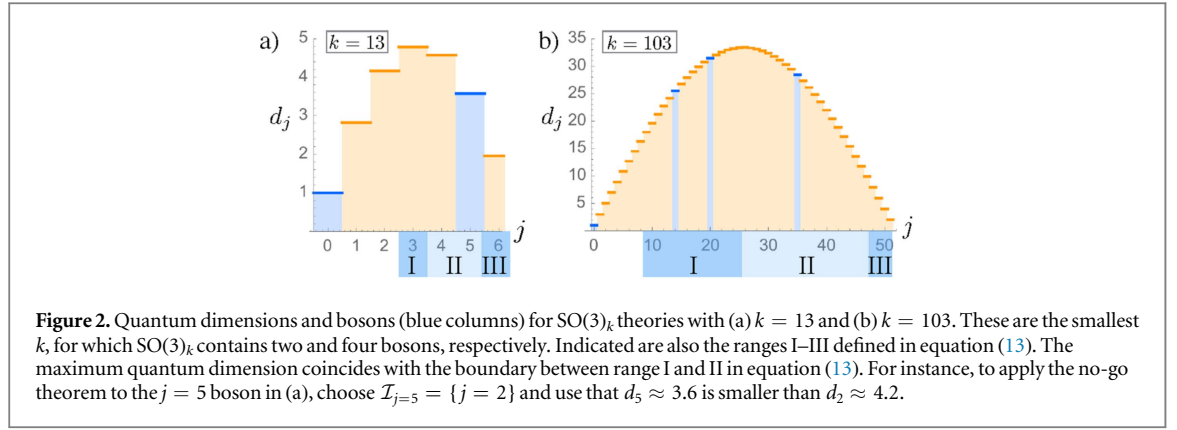 a) k = 13
5
4
3
2
1
d_j
0 1 2 3 4 5 6 j
I II III
b) k = 103
35
30
25
20
15
10
5
d_j
0 10 20 30 40 50 j
I II III
Figure 2. Quantum dimensions and bosons (blue columns) for SO(3)ₖ theories with (a) k = 13 and (b) k = 103. These are the smallest
k, for which SO(3)ₖ contains two and four bosons, respectively. Indicated are also the ranges I–III defined in equation (13). The
maximum quantum dimension coincides with the boundary between range I and II in equation (13). For instance, to apply the no-go
theorem to the j = 5 boson in (a), choose ℐ_{j=5} = {j = 2} and use that d₅ ≈ 3.6 is smaller than d₂ ≈ 4.2.